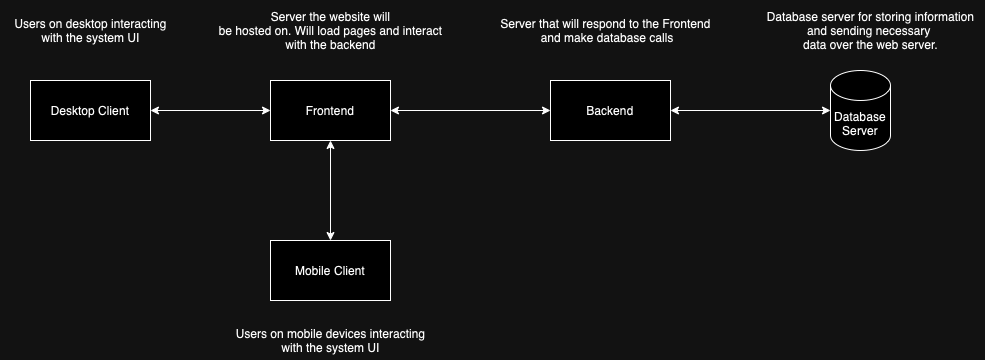 Users on desktop interacting
with the system UI
Server the website will
be hosted on. Will load pages and interact
with the backend
Server that will respond to the Frontend
and make database calls
Database server for storing information
and sending necessary
data over the web server.
Desktop Client
Frontend
Backend
Database
Server
Mobile Client
Users on mobile devices interacting
with the system UI